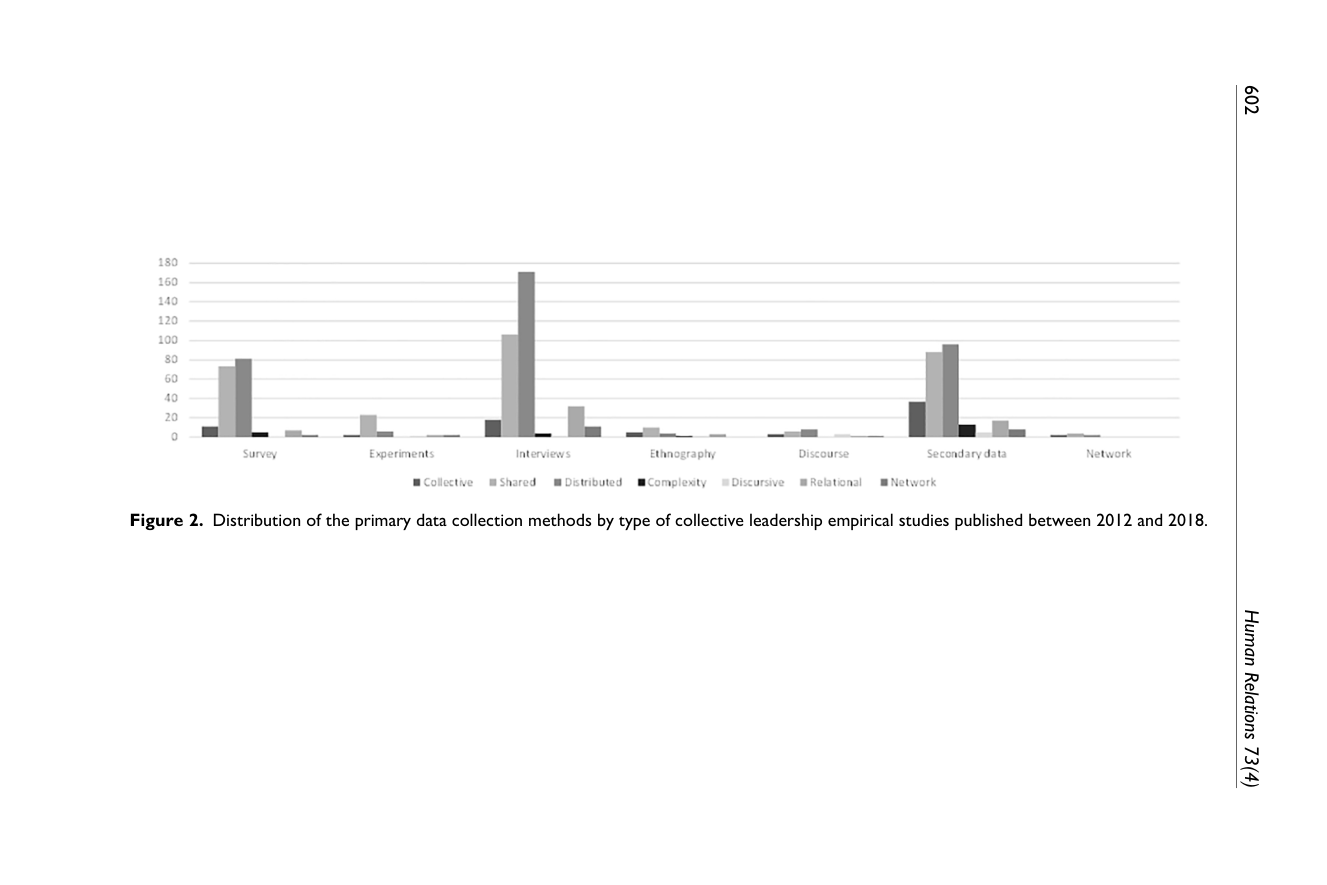 602
Human Relations 73(4)
180
160
140
120
100
80
60
40
20
0
Survey Experiments Interviews Ethnography Discourse Secondary data Network
Collective Shared Distributed Complexity Discursive Relational Network
Figure 2. Distribution of the primary data collection methods by type of collective leadership empirical studies published between 2012 and 2018.